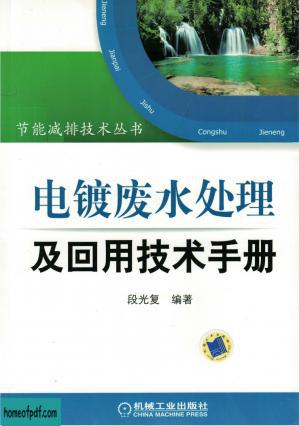 Jieneng
Jianpai
Jishu
Congshu
Jieneng
节能减排技术丛书
电镀废水处理
及回用技术手册
段光复 编著
机械工业出版社
CHINA MACHINE PRESS
homeofpdf.com